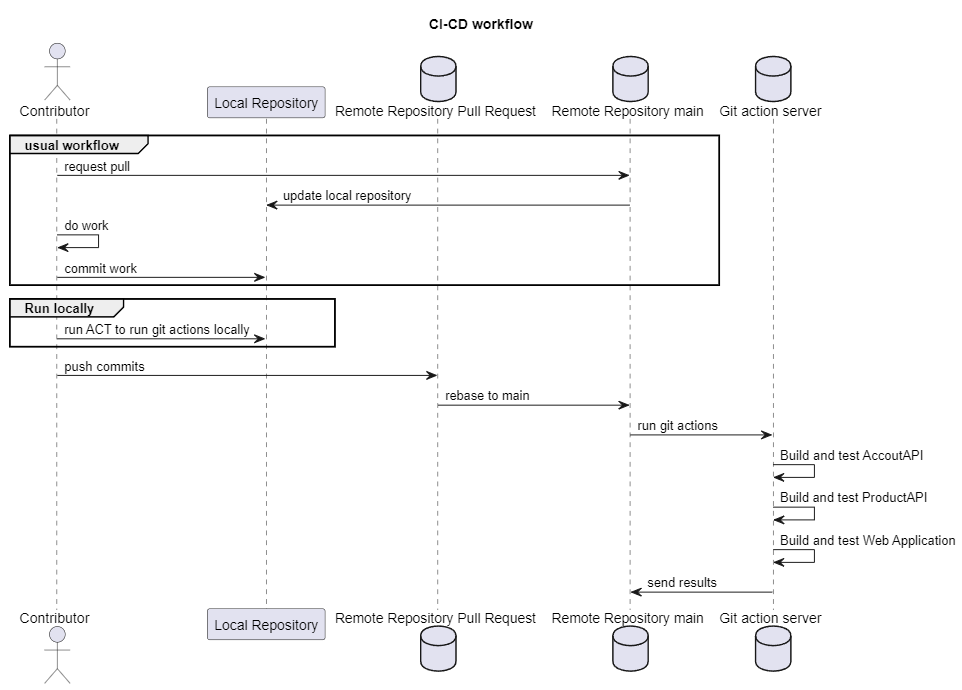 CI-CD workflow
Contributor
Local Repository
Remote Repository Pull Request
Remote Repository main
Git action server
usual workflow
request pull
update local repository
do work
commit work
Run locally
run ACT to run git actions locally
push commits
rebase to main
run git actions
Build and test AccoutAPI
Build and test ProductAPI
Build and test Web Application
send results
Contributor
Local Repository
Remote Repository Pull Request
Remote Repository main
Git action server